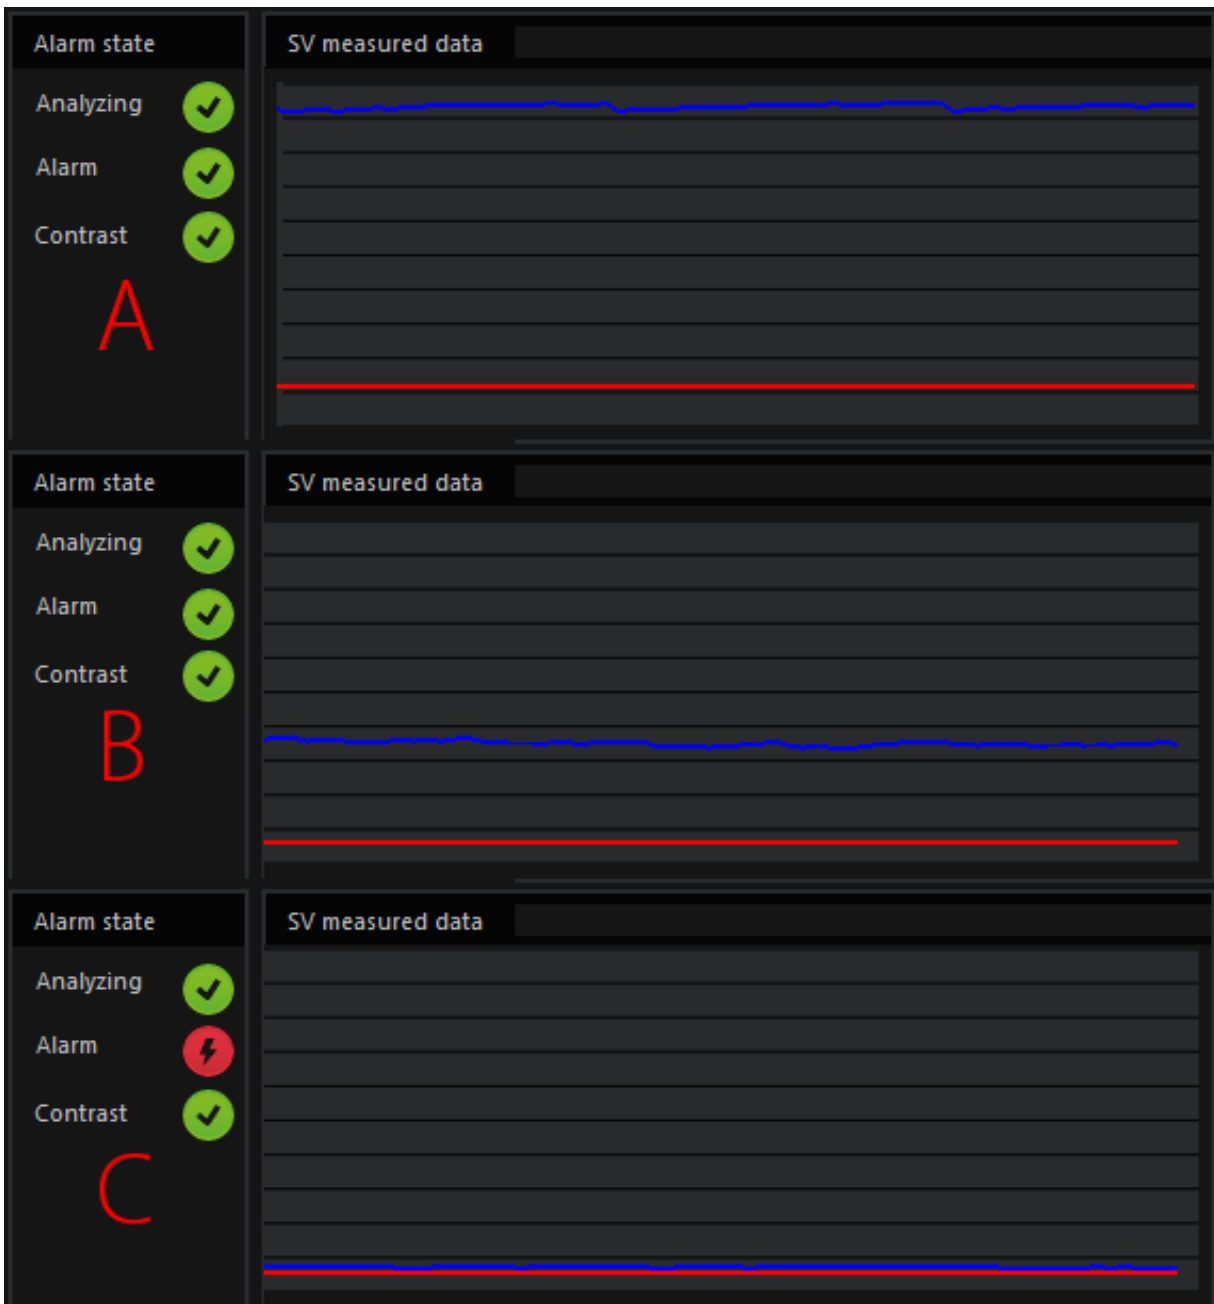 Alarm state SV measured data
Analyzing
Alarm
Contrast
A
Alarm state SV measured data
Analyzing
Alarm
Contrast
B
Alarm state SV measured data
Analyzing
Alarm
Contrast
C